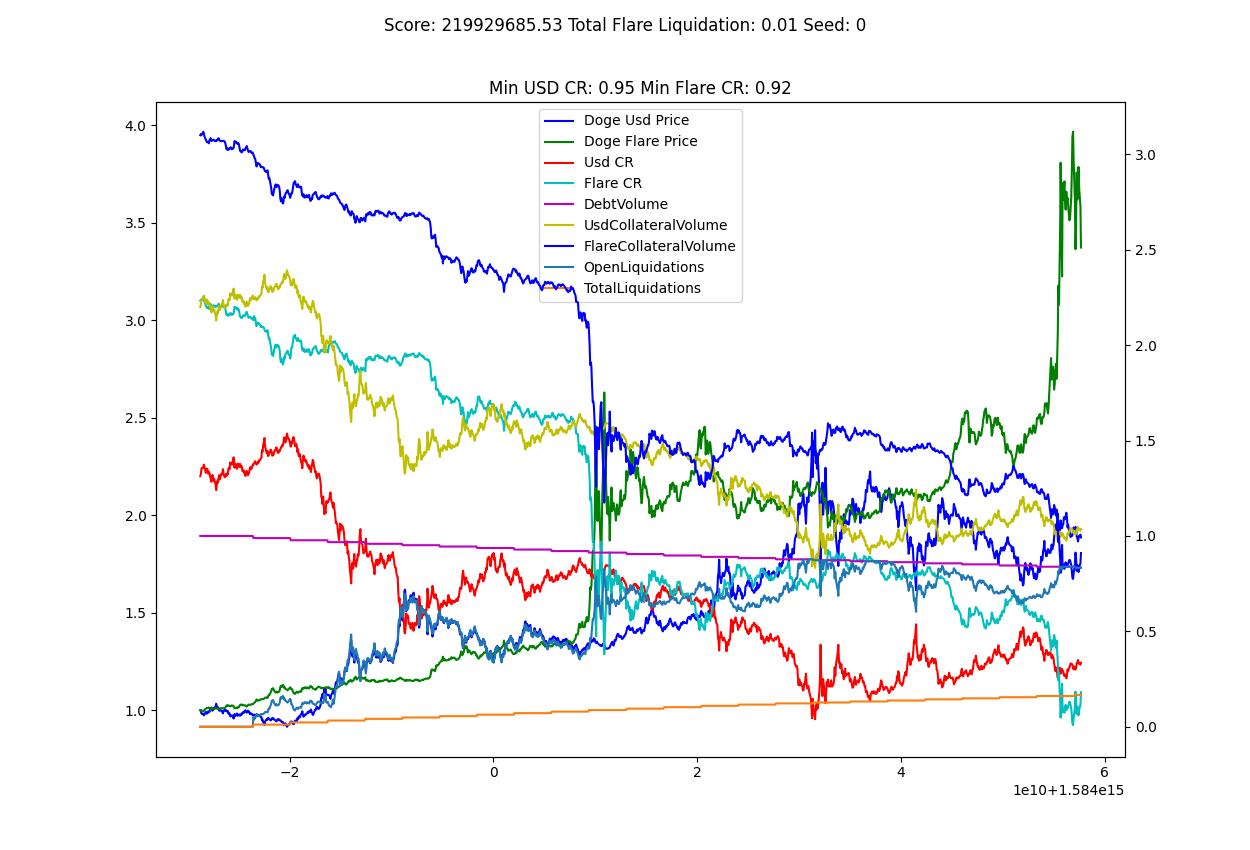 Score: 219929685.53 Total Flare Liquidation: 0.01 Seed: 0
Min USD CR: 0.95 Min Flare CR: 0.92
Doge Usd Price
Doge Flare Price
Usd CR
Flare CR
DebtVolume
UsdCollateralVolume
FlareCollateralVolume
OpenLiquidations
TotalLiquidations
4.0
3.5
3.0
2.5
2.0
1.5
1.0
3.0
2.5
2.0
1.5
1.0
0.5
0.0
−2 0 2 4 6
1e10+1.584e15